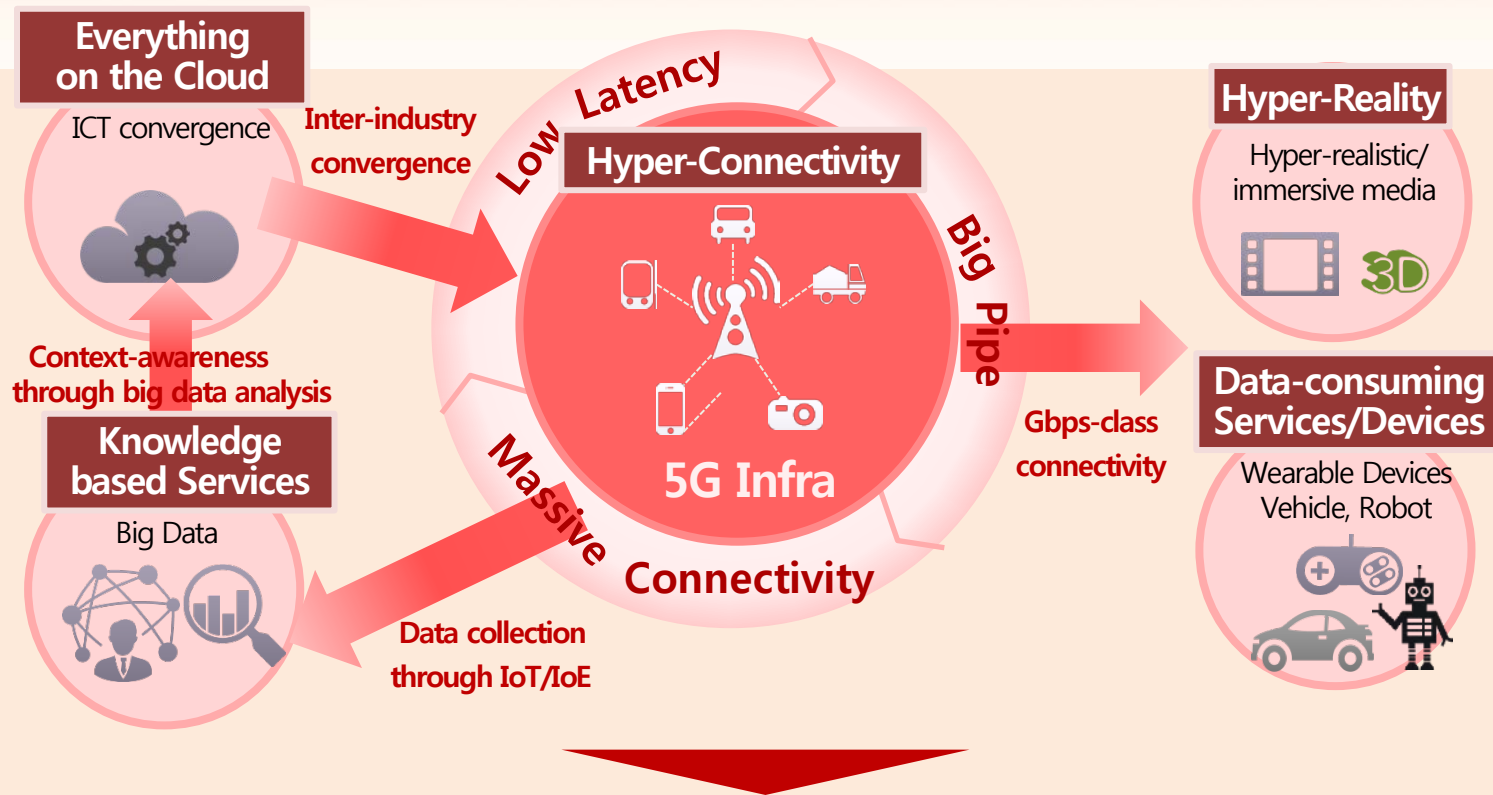 Everything
on the Cloud
ICT convergence
Inter-industry
convergence
Low Latency
Hyper-Connectivity
Big Pipe
5G Infra
Massive Connectivity
Hyper-Reality
Hyper-realistic/
immersive media
3D
Context-awareness
through big data analysis
Knowledge
based Services
Big Data
Data collection
through IoT/IoE
Gbps-class
connectivity
Data-consuming
Services/Devices
Wearable Devices
Vehicle, Robot